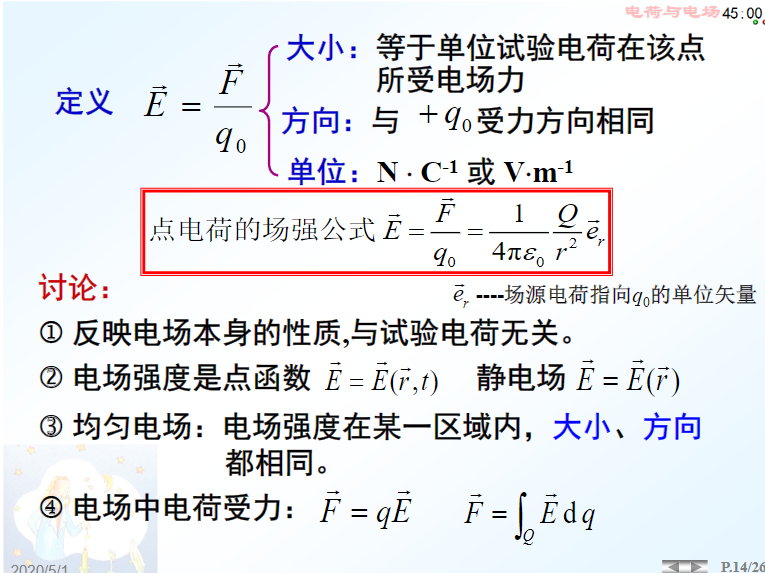 电荷与电场 45:00
大小：等于单位试验电荷在该点
所受电场力
定义 $\vec{E} = \frac{\vec{F}}{q_0}$
方向：与 $+q_0$ 受力方向相同
单位：N · C⁻¹ 或 V·m⁻¹
点电荷的场强公式 $\vec{E} = \frac{\vec{F}}{q_0} = \frac{1}{4\pi\varepsilon_0} \frac{Q}{r^2} \vec{e}_r$
讨论：
$\vec{e}_r$ ----场源电荷指向$q_0$的单位矢量
① 反映电场本身的性质,与试验电荷无关。
② 电场强度是点函数 $\vec{E} = \vec{E}(\vec{r},t)$ 静电场 $\vec{E} = \vec{E}(\vec{r})$
③ 均匀电场：电场强度在某一区域内，大小、方向
都相同。
④ 电场中电荷受力： $\vec{F} = q\vec{E}$ $\vec{F} = \int_Q \vec{E} \, \mathrm{d}q$
2020/5/1
P.14/26